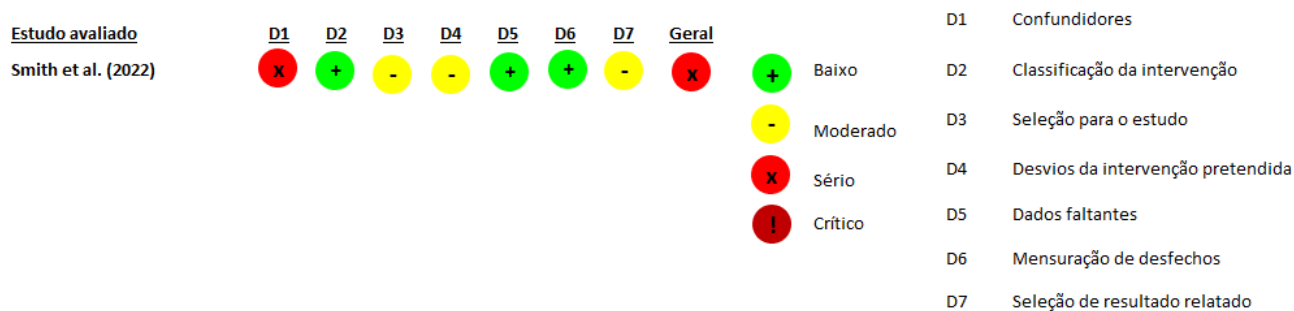 Estudo avaliado D1 D2 D3 D4 D5 D6 D7 Geral
Smith et al. (2022) x + - - + + - x
+ Baixo
- Moderado
x Sério
! Crítico
D1 Confundidores
D2 Classificação da intervenção
D3 Seleção para o estudo
D4 Desvios da intervenção pretendida
D5 Dados faltantes
D6 Mensuração de desfechos
D7 Seleção de resultado relatado